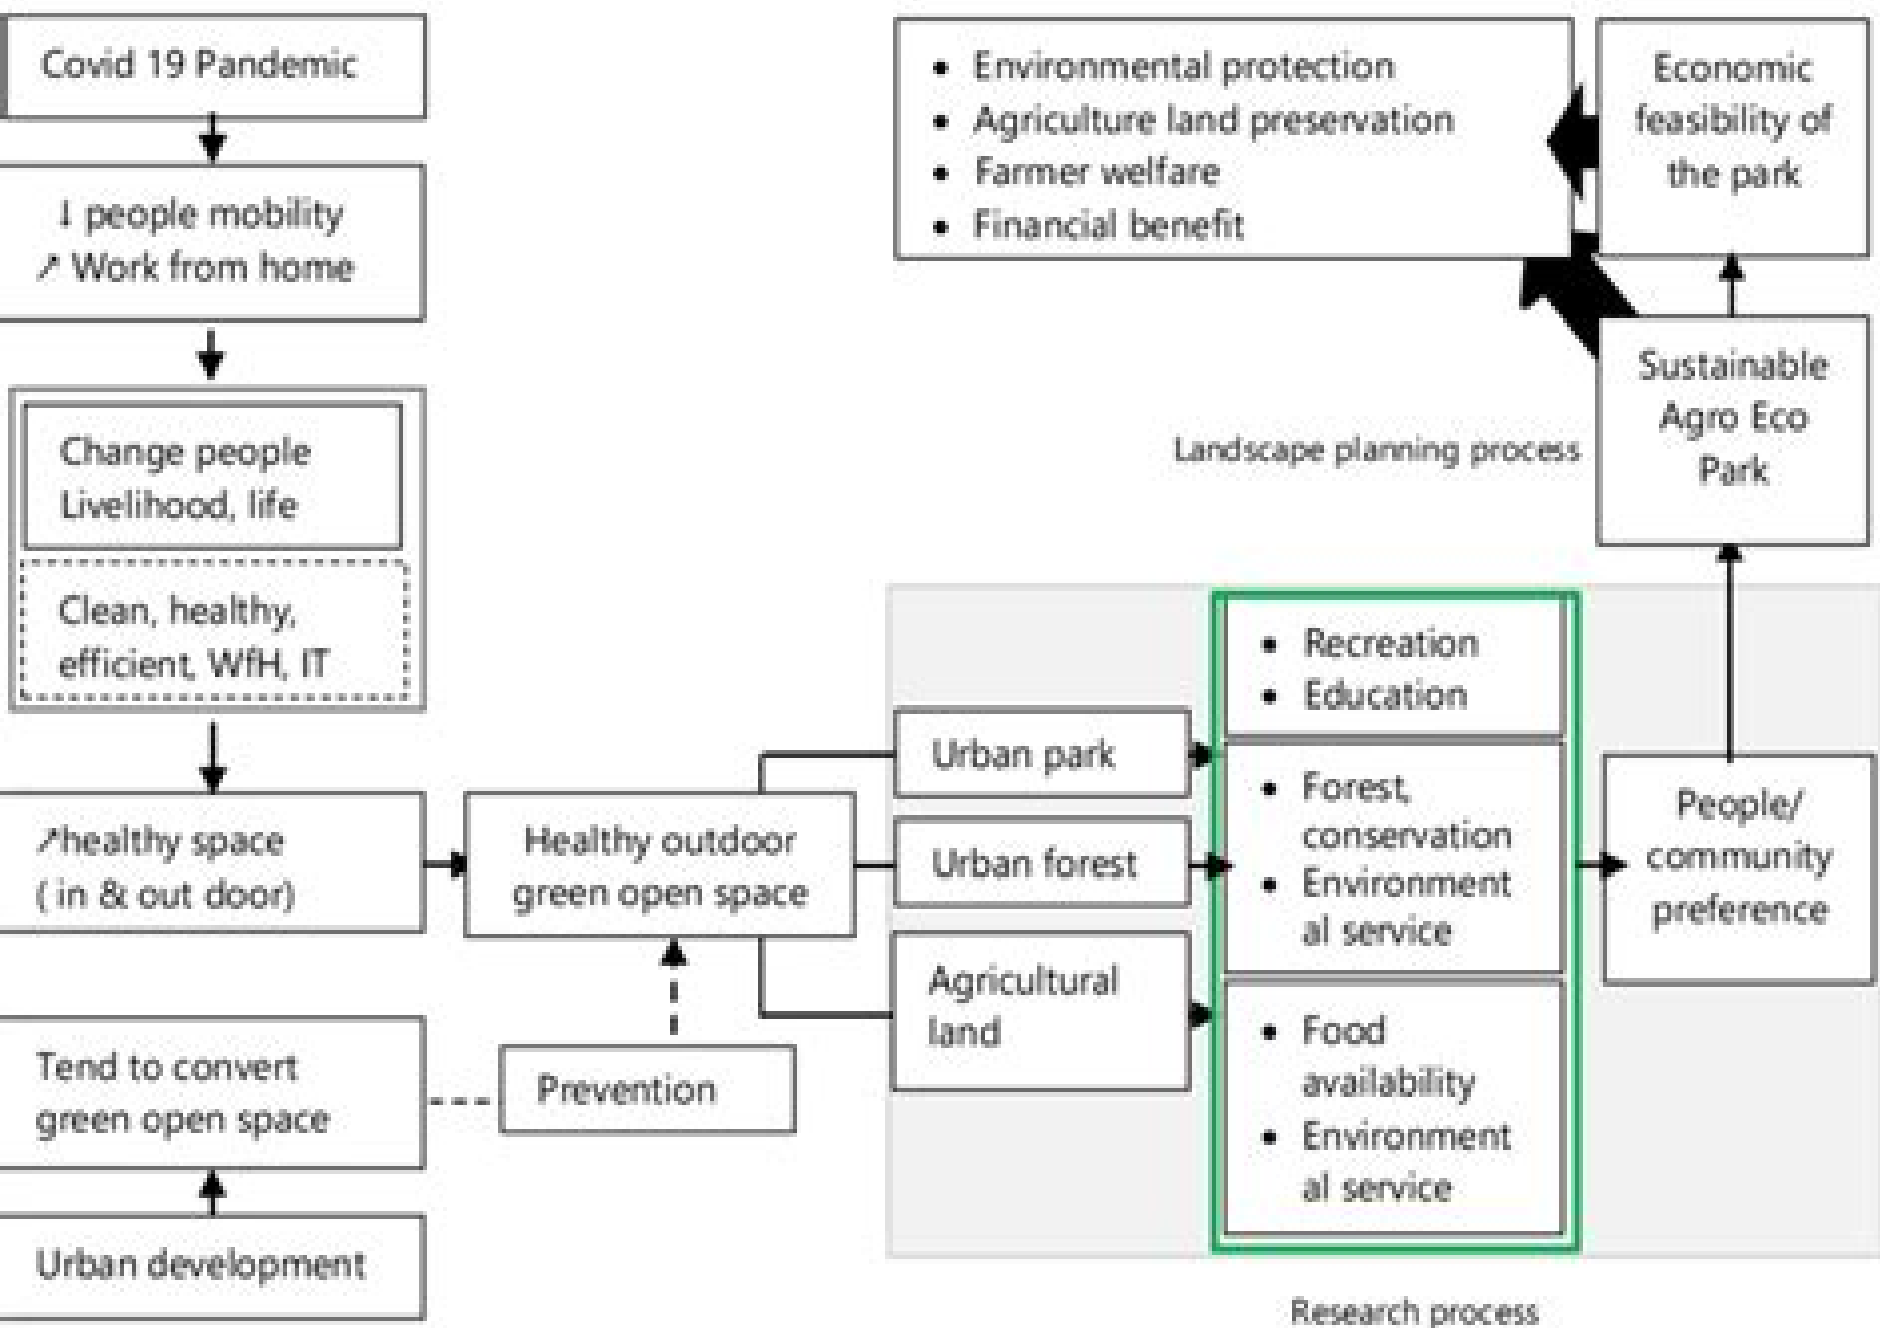 Covid 19 Pandemic
↓ people mobility
↗ Work from home
Change people
Livelihood, life
Clean, healthy,
efficient, WfH, IT
↗healthy space
( in & out door)
Tend to convert
green open space
Urban development
Healthy outdoor
green open space
Prevention
Urban park
Urban forest
Agricultural
land
• Recreation
• Education
• Forest,
conservation
• Environment
al service
• Food
availability
• Environment
al service
Research process
People/
community
preference
Landscape planning process
Sustainable
Agro Eco
Park
Economic
feasibility of
the park
• Environmental protection
• Agriculture land preservation
• Farmer welfare
• Financial benefit